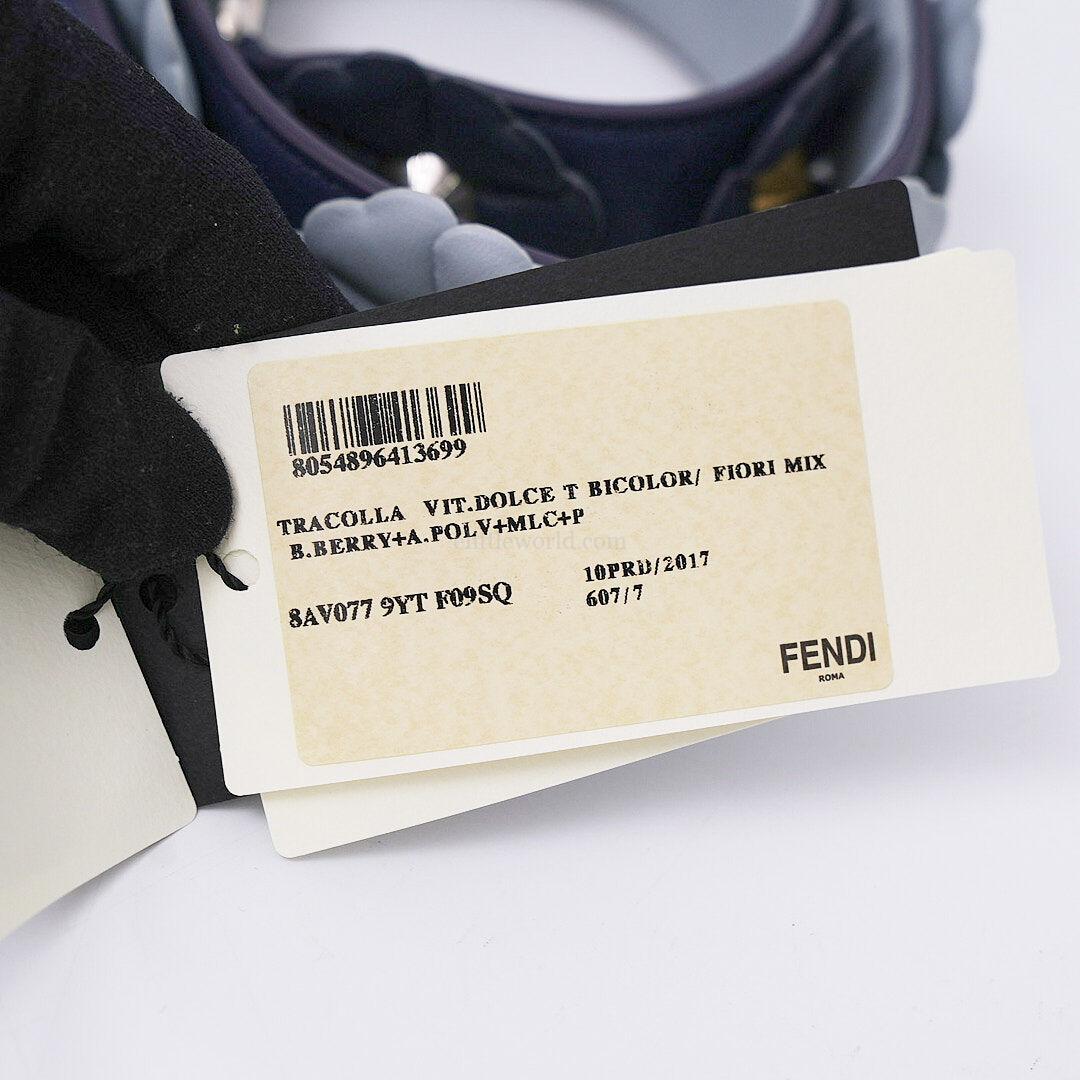 8054896413699
TRACOLLA VIT.DOLCE T BICOLOR/ FIORI MIX
B.BERRY+A.POLV+MLC+P
8AV077 9YT F09SQ
10PRD/2017
607/7
FENDI
ROMA